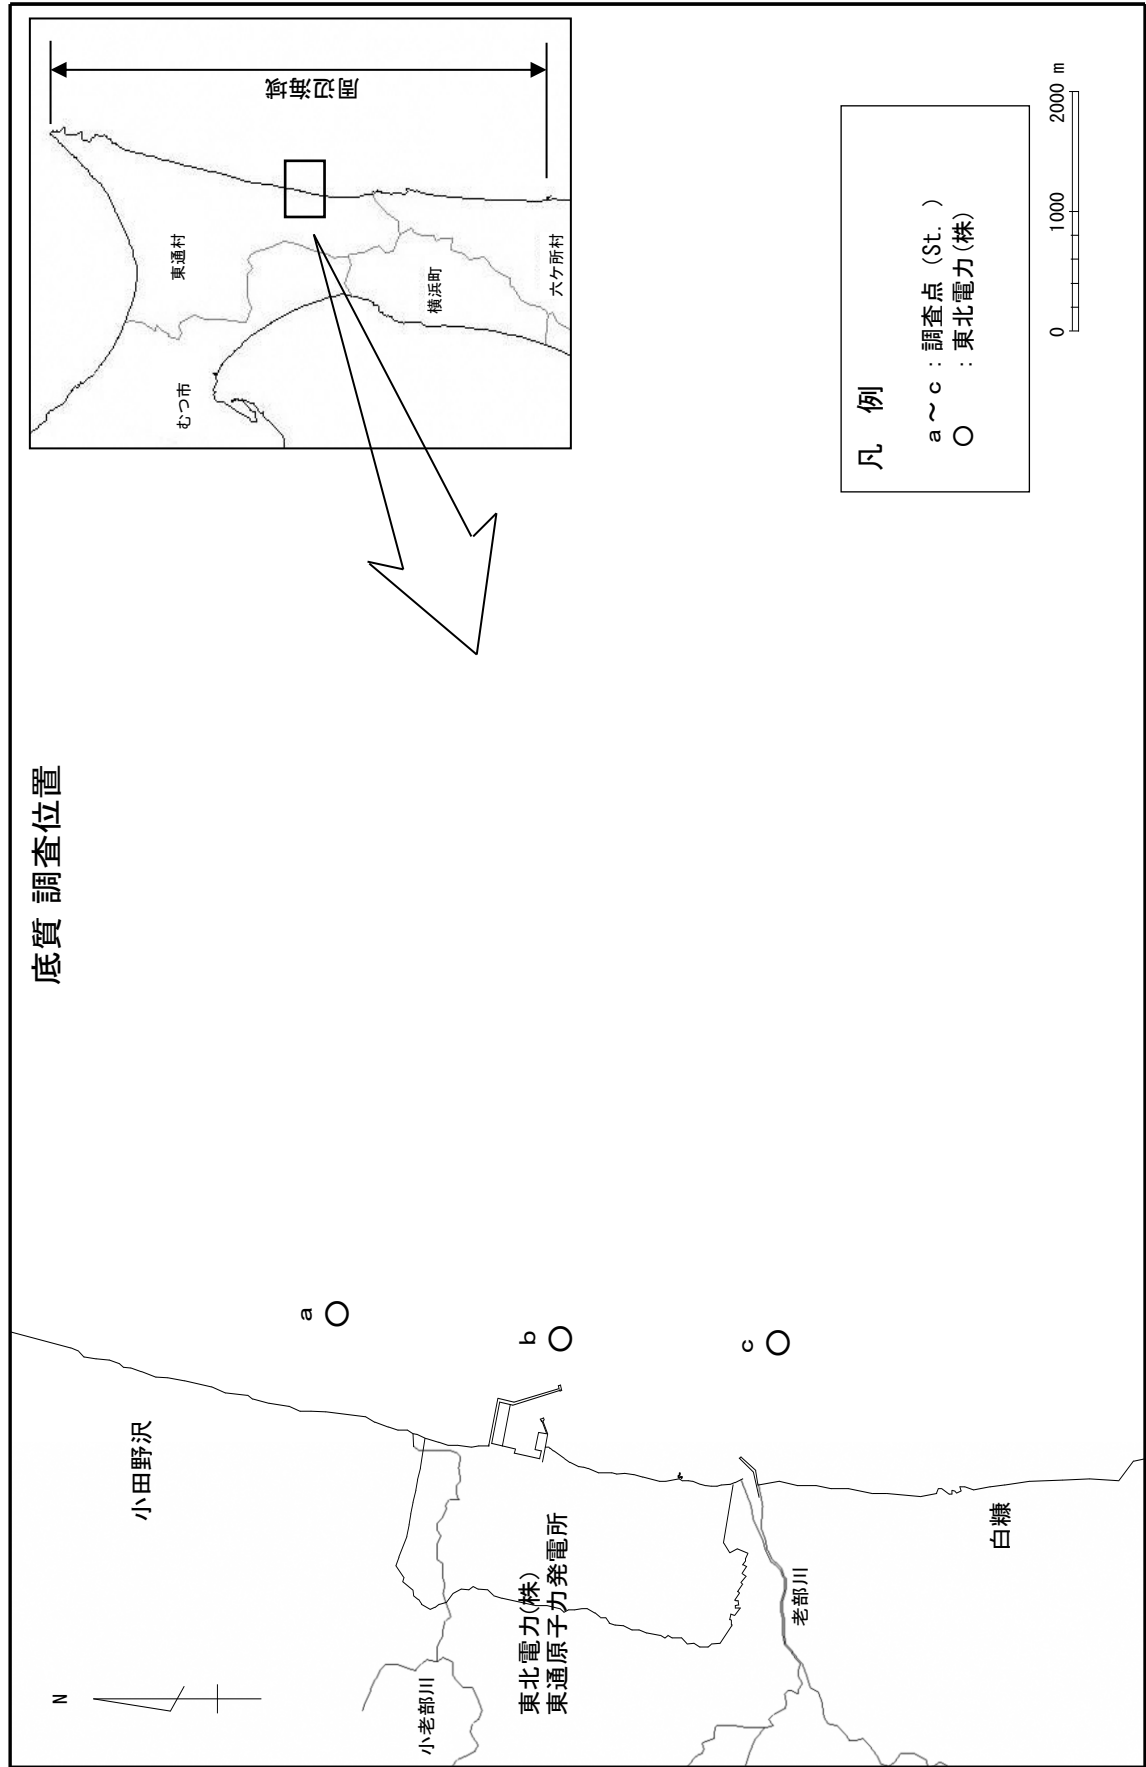 底質 調査位置
N
小田野沢
小老部川
東北電力(株)
東通原子力発電所
老部川
白糠
a
b
c
むつ市
東通村
横浜町
六ケ所村
周辺海域
凡 例
a～c：調査点 (St. )
○ ：東北電力(株)
0 1000 2000 m